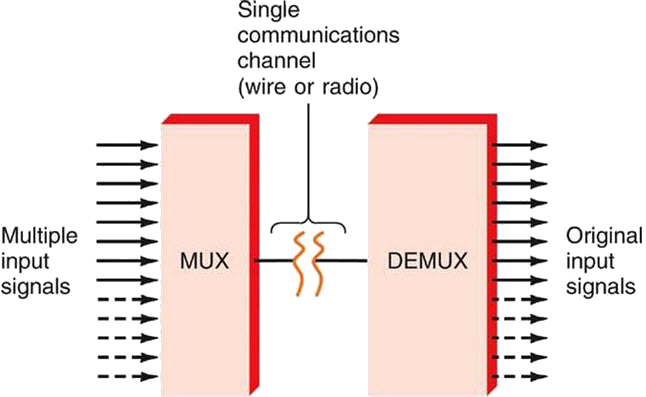 Single
communications
channel
(wire or radio)
Multiple
input
signals
MUX
DEMUX
Original
input
signals